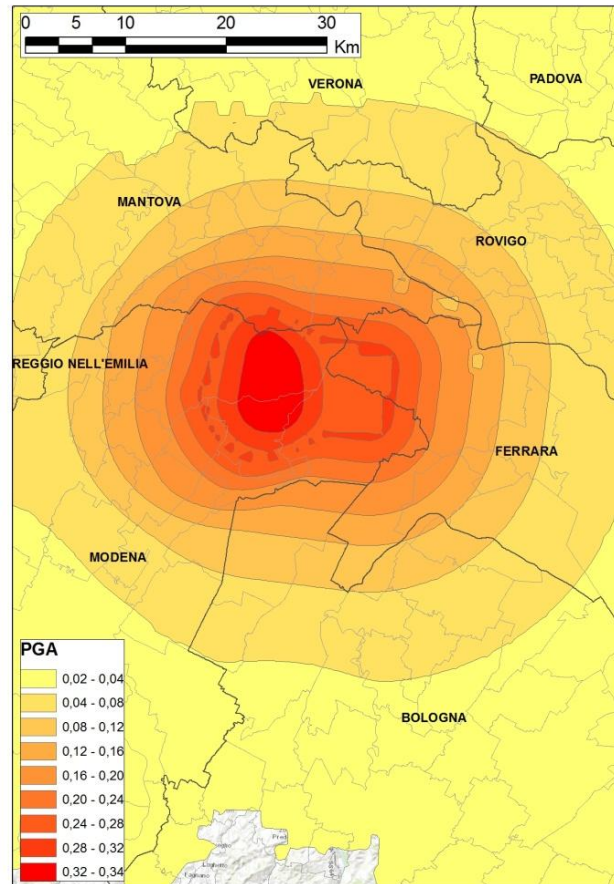 0 5 10 20 30
Km
VERONA
PADOVA
MANTOVA
ROVIGO
REGGIO NELL'EMILIA
FERRARA
MODENA
PGA
0,02 - 0,04
0,04 - 0,08
0,08 - 0,12
0,12 - 0,16
0,16 - 0,20
0,20 - 0,24
0,24 - 0,28
0,28 - 0,32
0,32 - 0,34
BOLOGNA